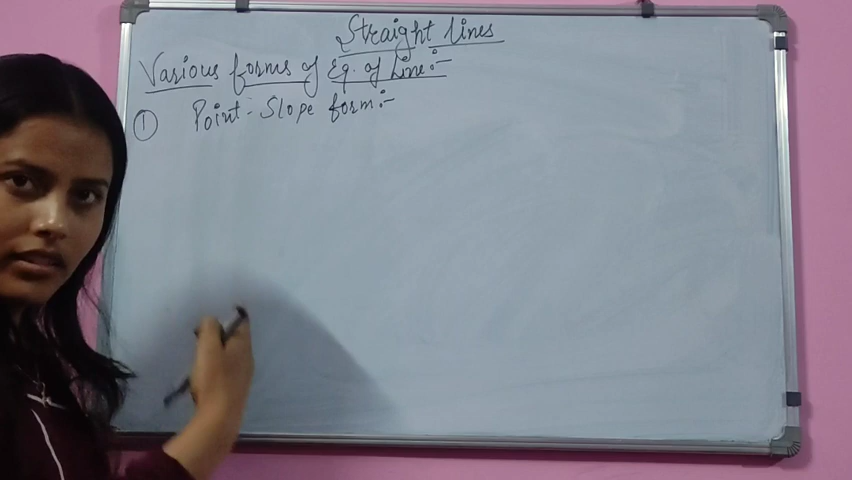 Straight lines
Various forms of Eq. of Line:-
① Point-Slope form:-